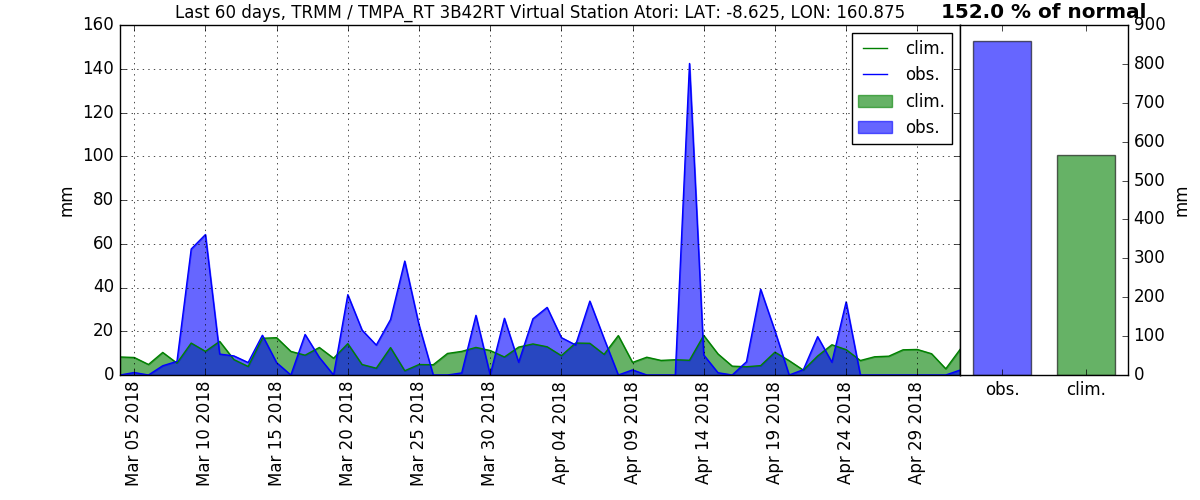 Last 60 days, TRMM / TMPA_RT 3B42RT Virtual Station Atori: LAT: -8.625, LON: 160.875
152.0 % of normal
160
140
120
100
80
60
40
20
0
mm
clim.
obs.
clim.
obs.
900
800
700
600
500
400
300
200
100
0
mm
obs.
clim.
Mar 05 2018
Mar 10 2018
Mar 15 2018
Mar 20 2018
Mar 25 2018
Mar 30 2018
Apr 04 2018
Apr 09 2018
Apr 14 2018
Apr 19 2018
Apr 24 2018
Apr 29 2018